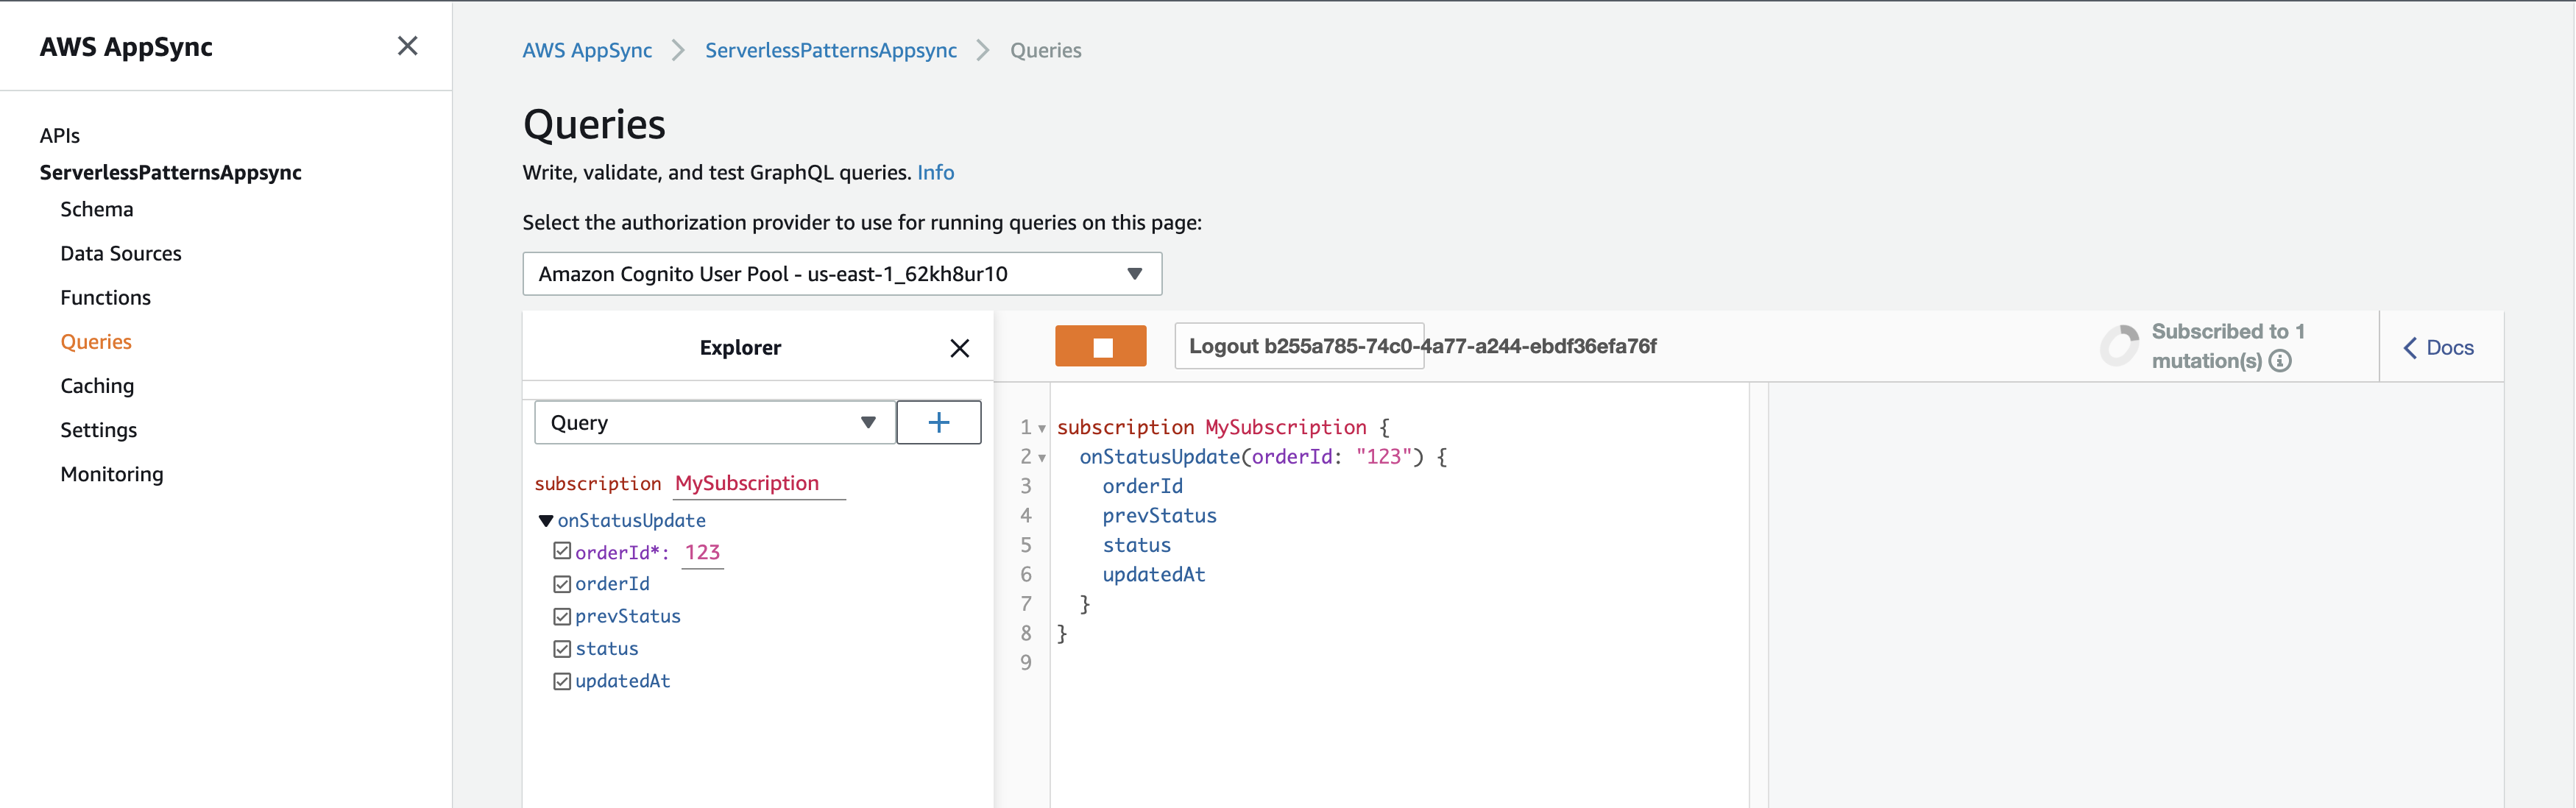 AWS AppSync
APIs
ServerlessPatternsAppsync
Schema
Data Sources
Functions
Queries
Caching
Settings
Monitoring
AWS AppSync > ServerlessPatternsAppsync > Queries
Queries
Write, validate, and test GraphQL queries. Info
Select the authorization provider to use for running queries on this page:
Amazon Cognito User Pool - us-east-1_62kh8ur10
Explorer
Query
+
subscription MySubscription
onStatusUpdate
orderId*: 123
orderId
prevStatus
status
updatedAt
Logout b255a785-74c0-4a77-a244-ebdf36efa76f
Subscribed to 1
mutation(s)
Docs
1 subscription MySubscription {
2 onStatusUpdate(orderId: "123") {
3 orderId
4 prevStatus
5 status
6 updatedAt
7 }
8 }
9